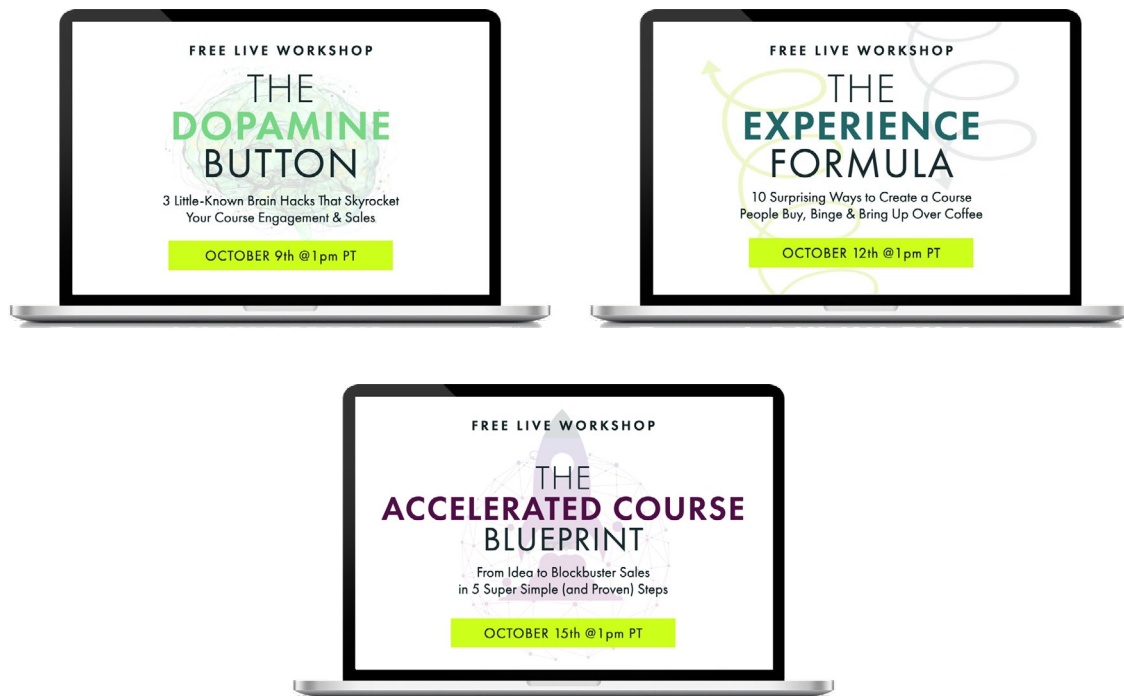 FREE LIVE WORKSHOP
THE
DOPAMINE
BUTTON
3 Little-Known Brain Hacks That Skyrocket
Your Course Engagement & Sales
OCTOBER 9th @1pm PT
FREE LIVE WORKSHOP
THE
EXPERIENCE
FORMULA
10 Surprising Ways to Create a Course
People Buy, Binge & Bring Up Over Coffee
OCTOBER 12th @1pm PT
FREE LIVE WORKSHOP
THE
ACCELERATED COURSE
BLUEPRINT
From Idea to Blockbuster Sales
in 5 Super Simple (and Proven) Steps
OCTOBER 15th @1pm PT